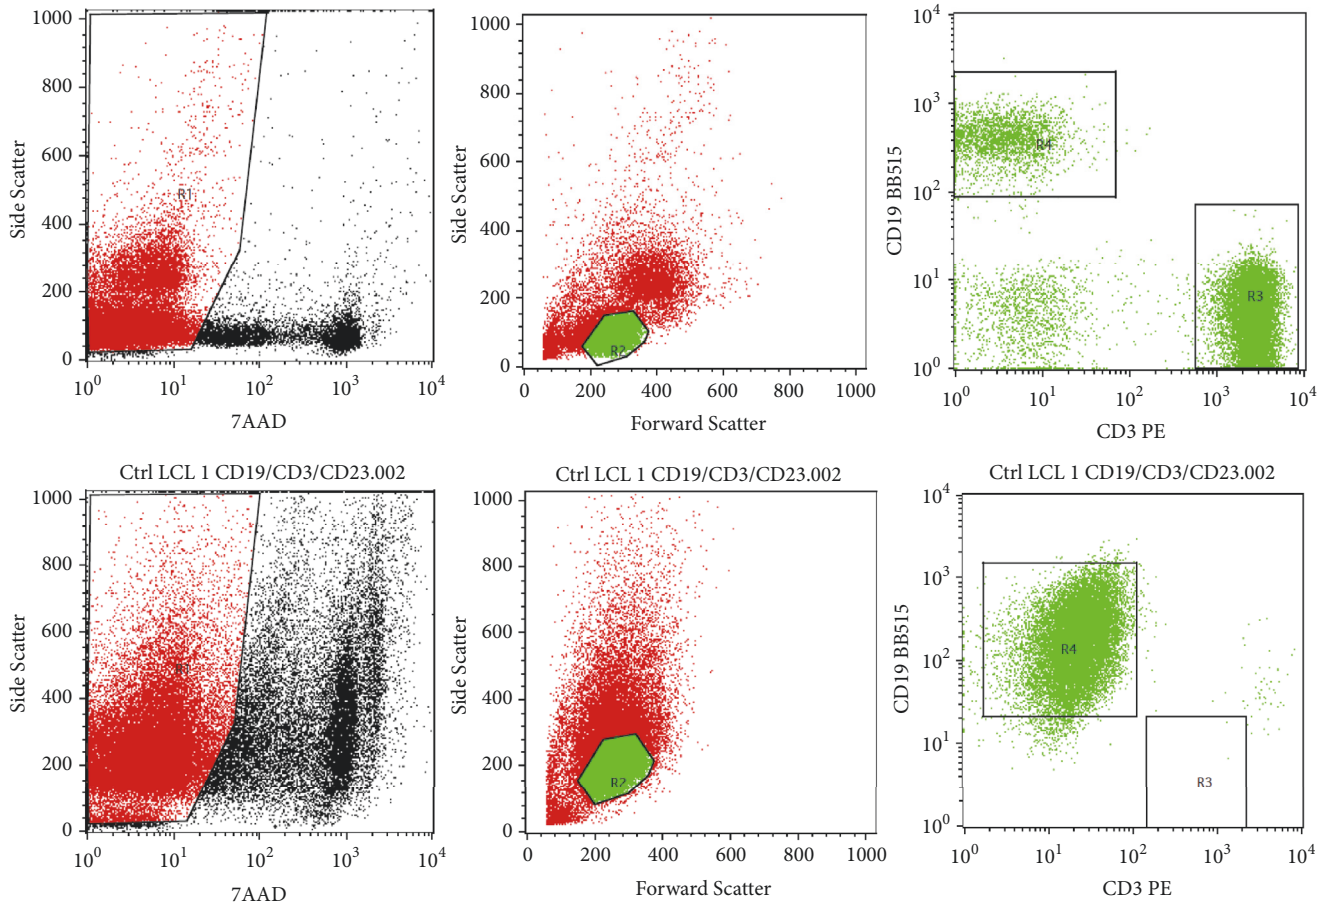 1000
800
600
400
200
0
Side Scatter
R1
10⁰ 10¹ 10² 10³ 10⁴
7AAD
1000
800
600
400
200
0
Side Scatter
R2
0 200 400 600 800 1000
Forward Scatter
10⁴
10³
10²
10¹
10⁰
CD19 BB515
R4
R3
10⁰ 10¹ 10² 10³ 10⁴
CD3 PE
Ctrl LCL 1 CD19/CD3/CD23.002
1000
800
600
400
200
0
Side Scatter
R1
10⁰ 10¹ 10² 10³ 10⁴
7AAD
Ctrl LCL 1 CD19/CD3/CD23.002
1000
800
600
400
200
0
Side Scatter
R2
0 200 400 600 800 1000
Forward Scatter
Ctrl LCL 1 CD19/CD3/CD23.002
10⁴
10³
10²
10¹
10⁰
CD19 BB515
R4
R3
10⁰ 10¹ 10² 10³ 10⁴
CD3 PE